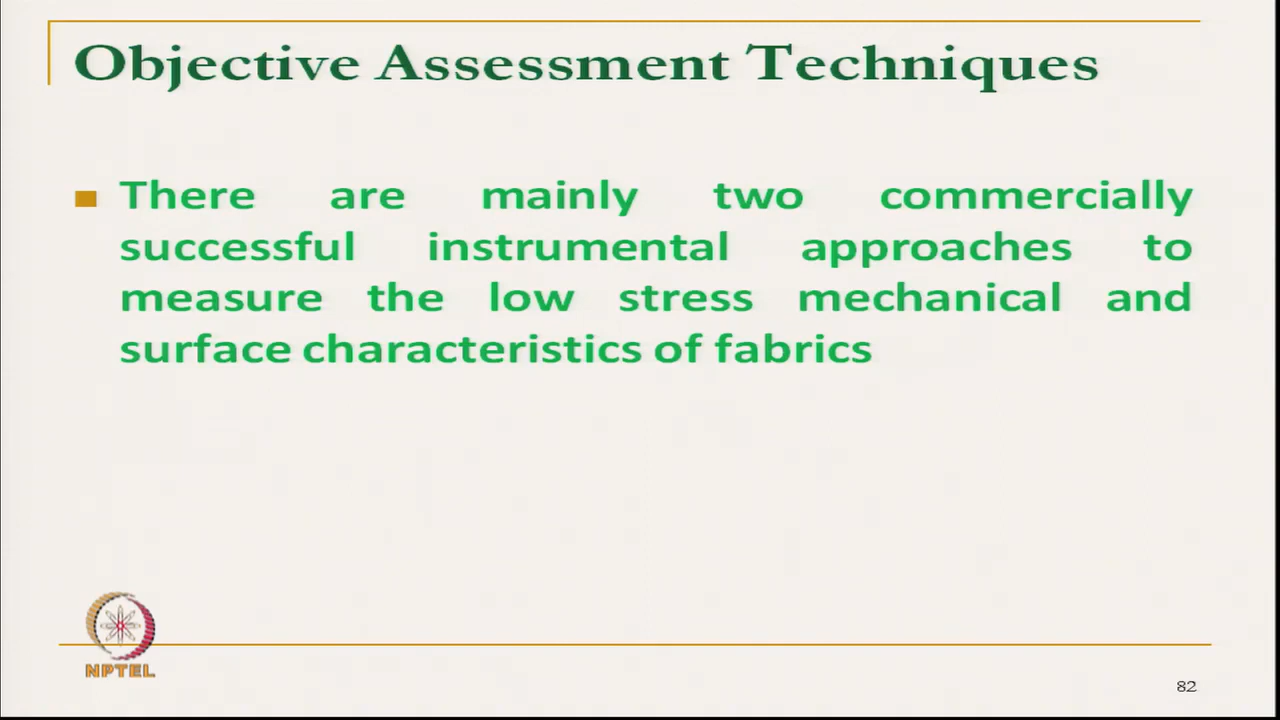 Objective Assessment Techniques
There are mainly two commercially
successful instrumental approaches to
measure the low stress mechanical and
surface characteristics of fabrics
NPTEL
82